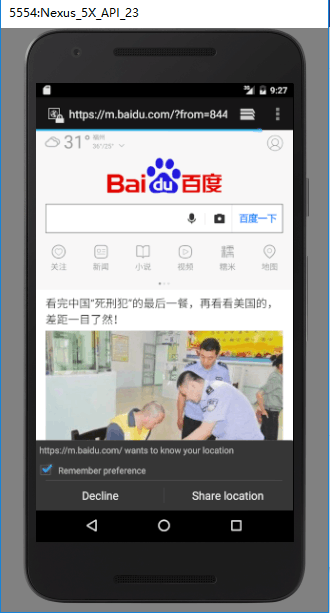 5554:Nexus_5X_API_23
9:27
https://m.baidu.com/?from=844
31°
36°/25°
Bai du 百度
百度一下
关注 新闻 小说 视频 糯米 地图
看完中国“死刑犯”的最后一餐，再看看美国的，
差距一目了然！
https://m.baidu.com/ wants to know your location
Remember preference
Decline Share location